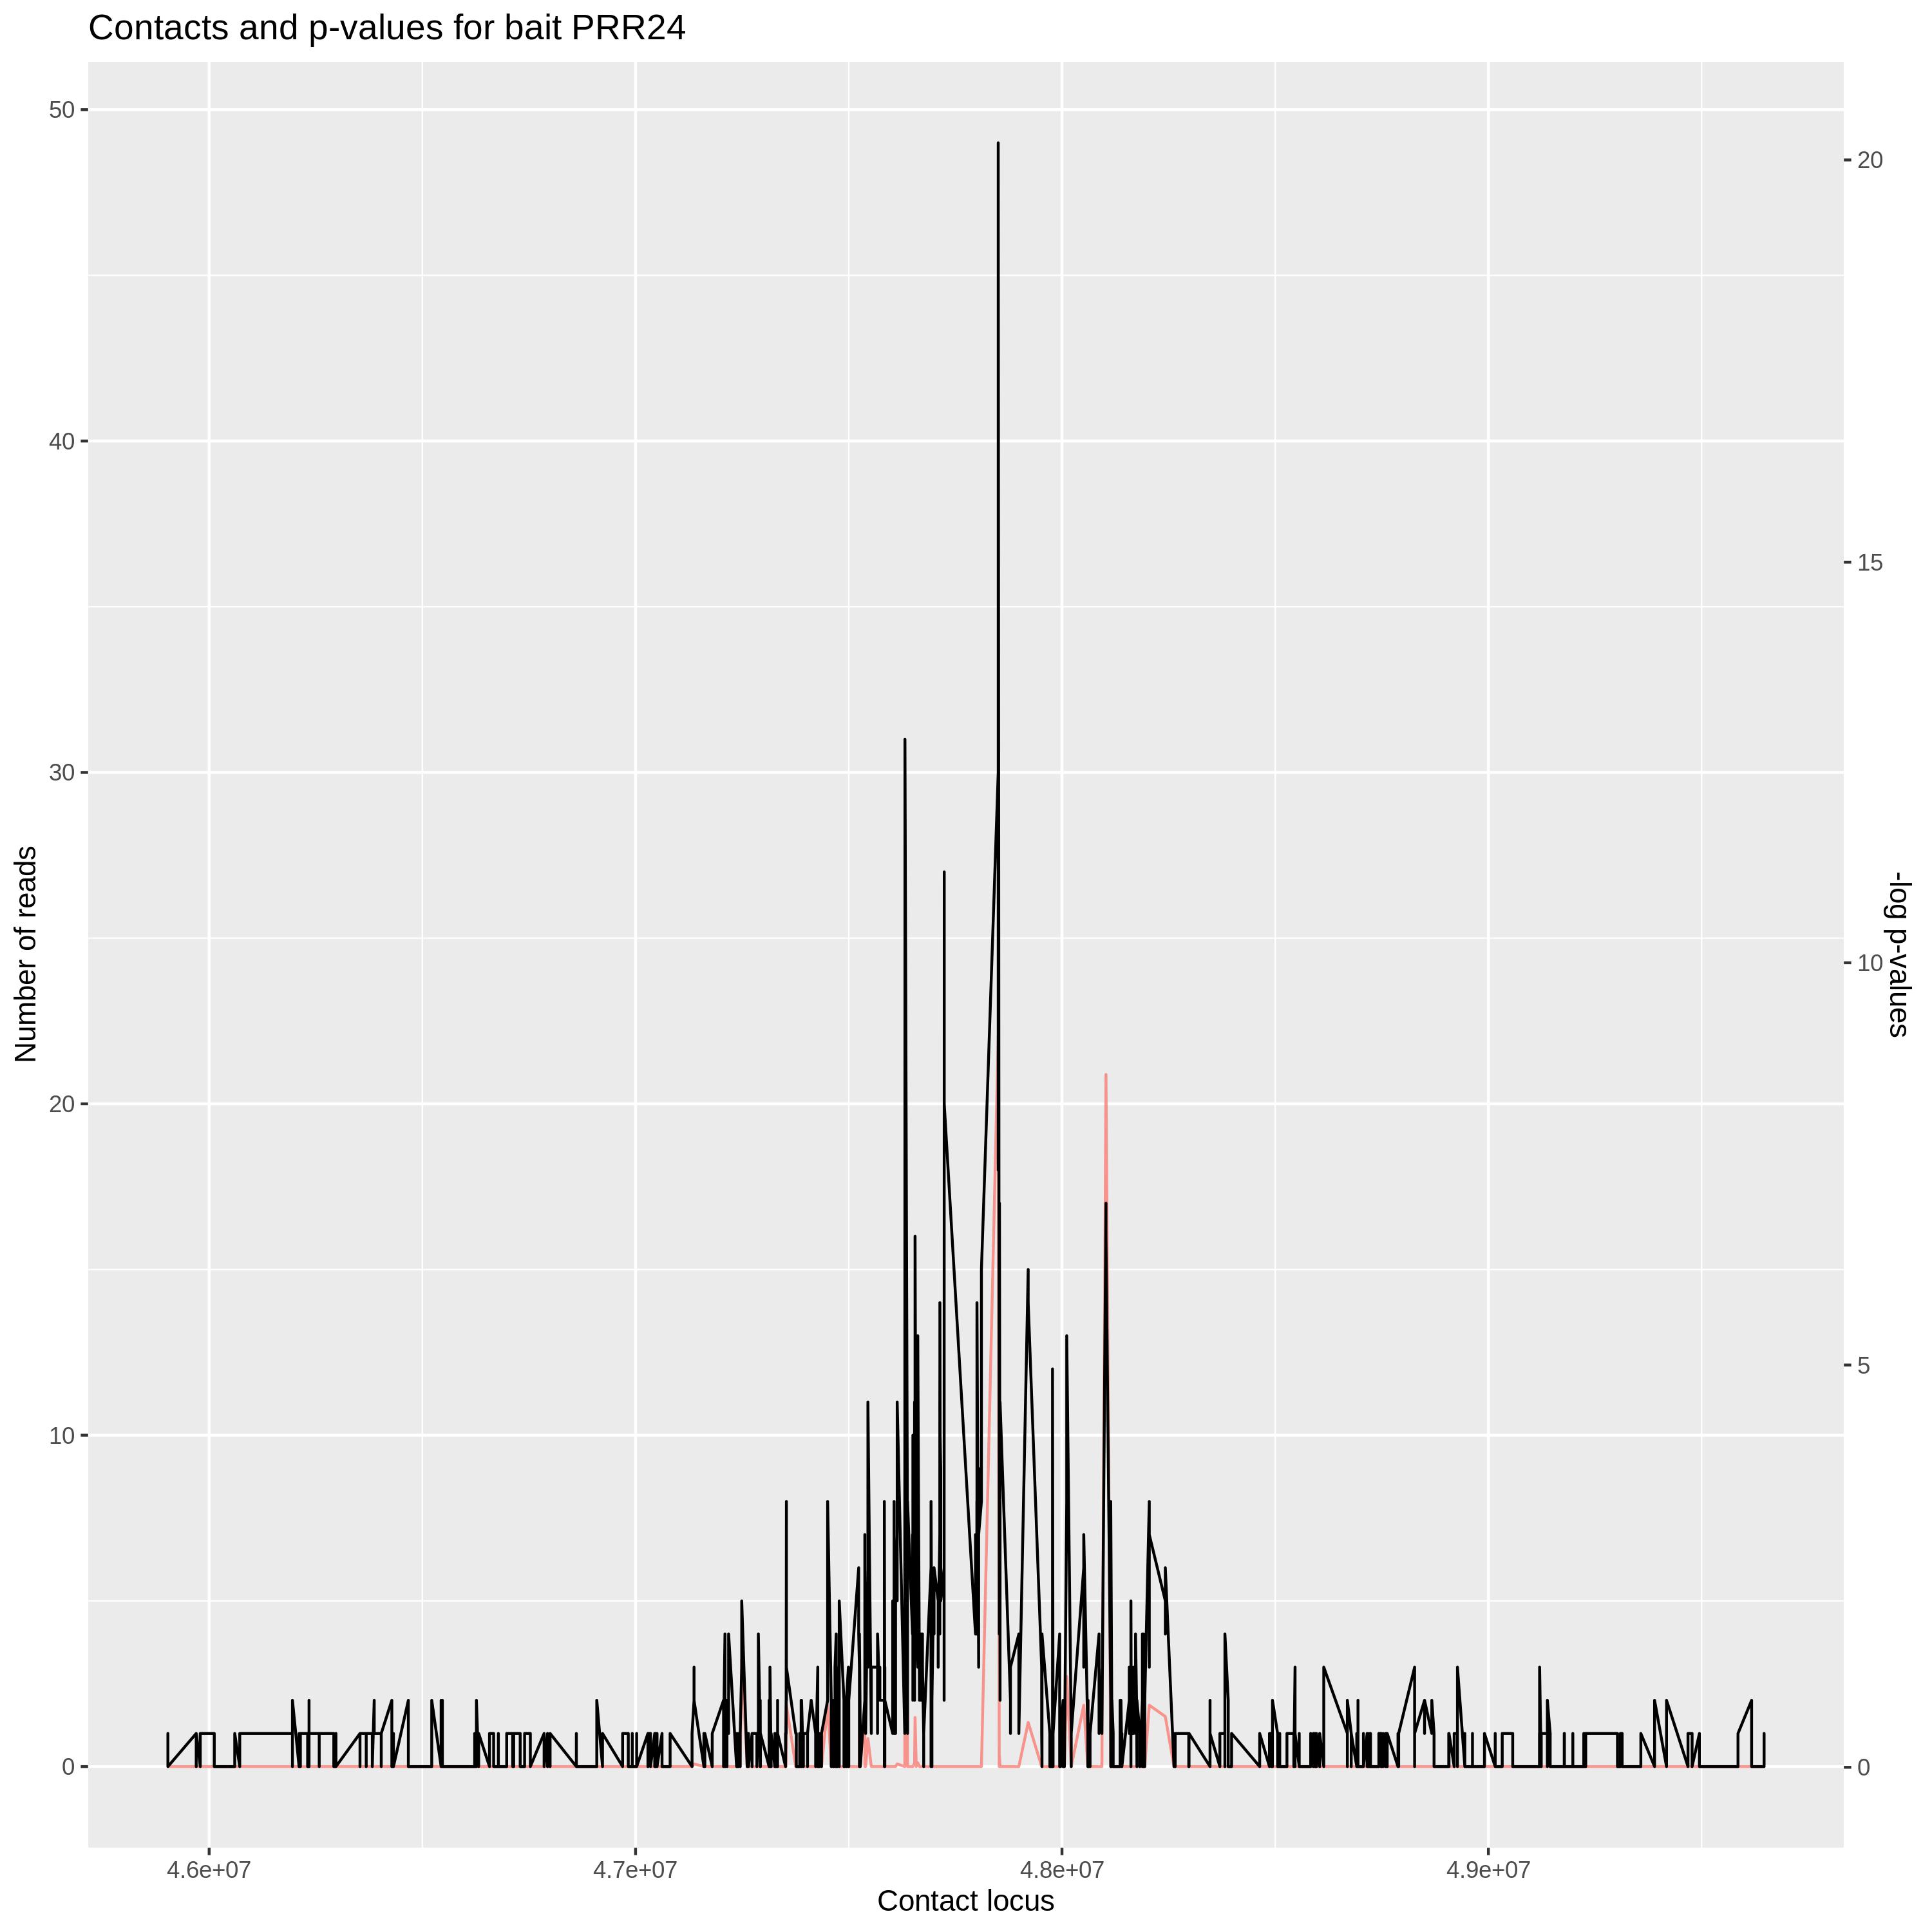 Contacts and p-values for bait PRR24
50
40
30
20
10
0
Number of reads
20
15
10
5
0
-log p-values
4.6e+07
4.7e+07
4.8e+07
4.9e+07
Contact locus